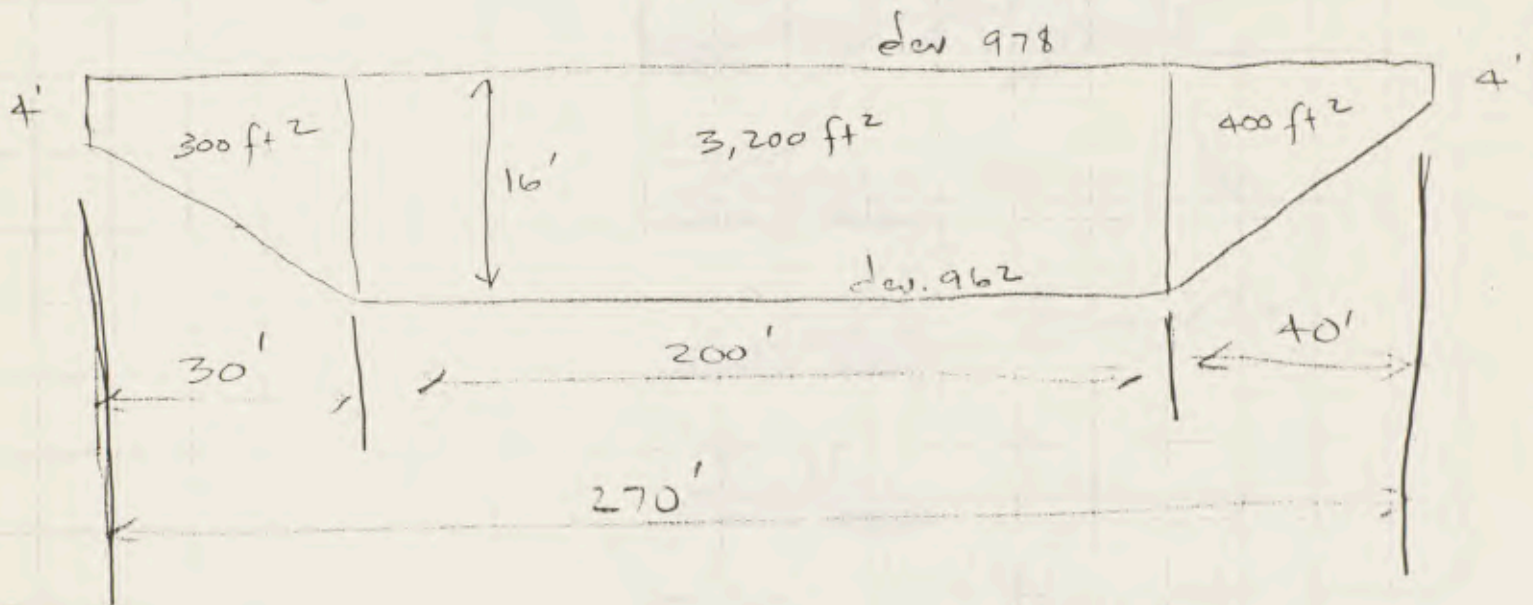 elev 978
4' 4'
300 ft² 3,200 ft² 400 ft²
16'
elev. 962
30' 200' 40'
270'